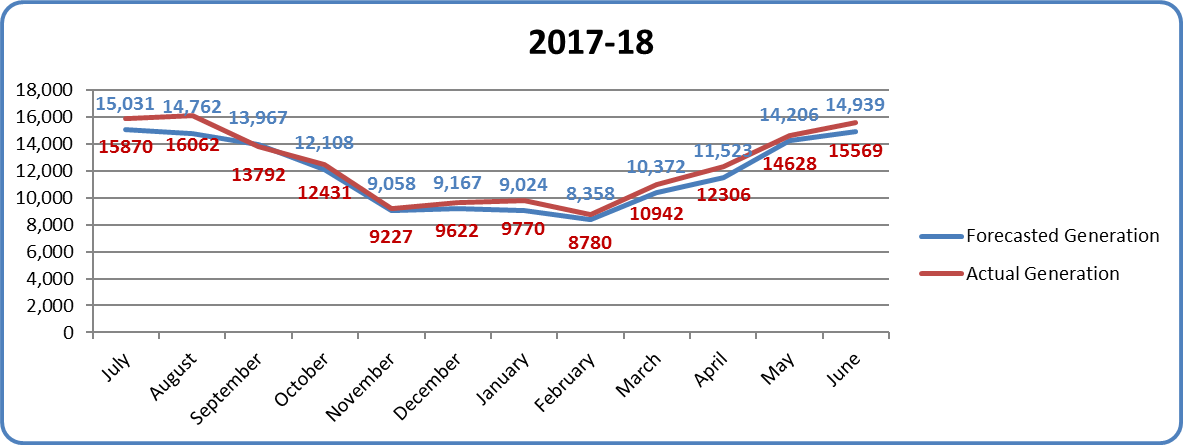 2017-18
18,000
16,000
14,000
12,000
10,000
8,000
6,000
4,000
2,000
0
15,031
14,762
13,967
12,108
9,058
9,167
9,024
8,358
10,372
11,523
14,206
14,939
15870
16062
13792
12431
9227
9622
9770
8780
10942
12306
14628
15569
July
August
September
October
November
December
January
February
March
April
May
June
Forecasted Generation
Actual Generation